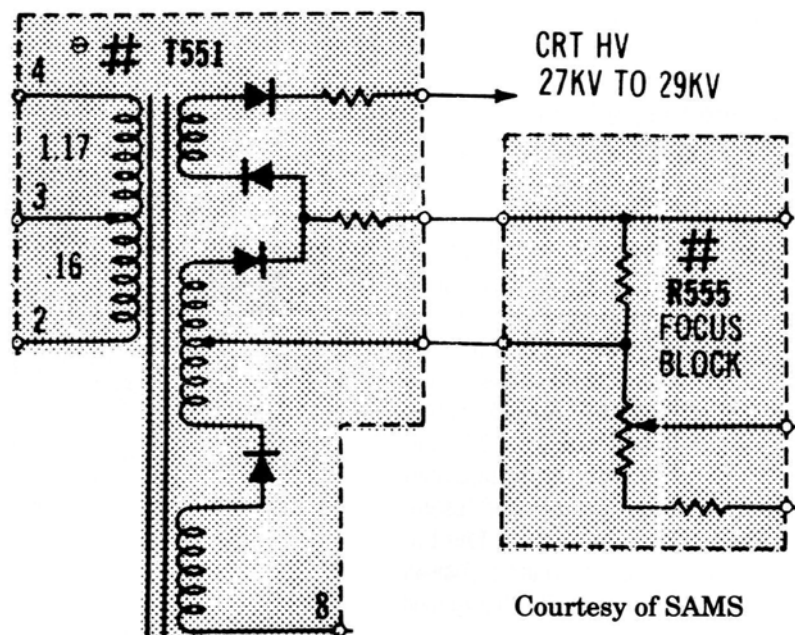 ⊖ # T551
CRT HV
27KV TO 29KV
4
1.17
3
.16
2
#
R555
FOCUS
BLOCK
8
Courtesy of SAMS